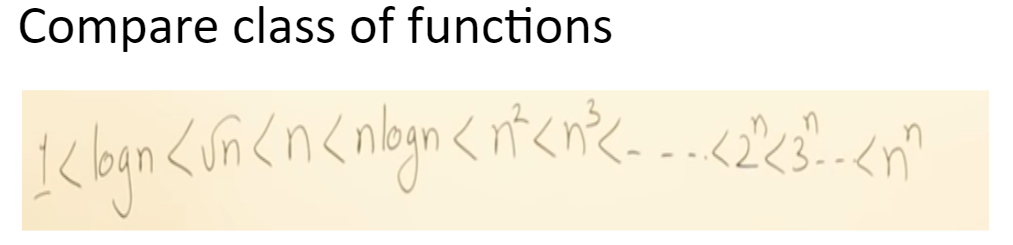 Compare class of functions
1 < logn < √n < n < nlogn < n² < n³ < - - - - < 2ⁿ < 3ⁿ - - < nⁿ